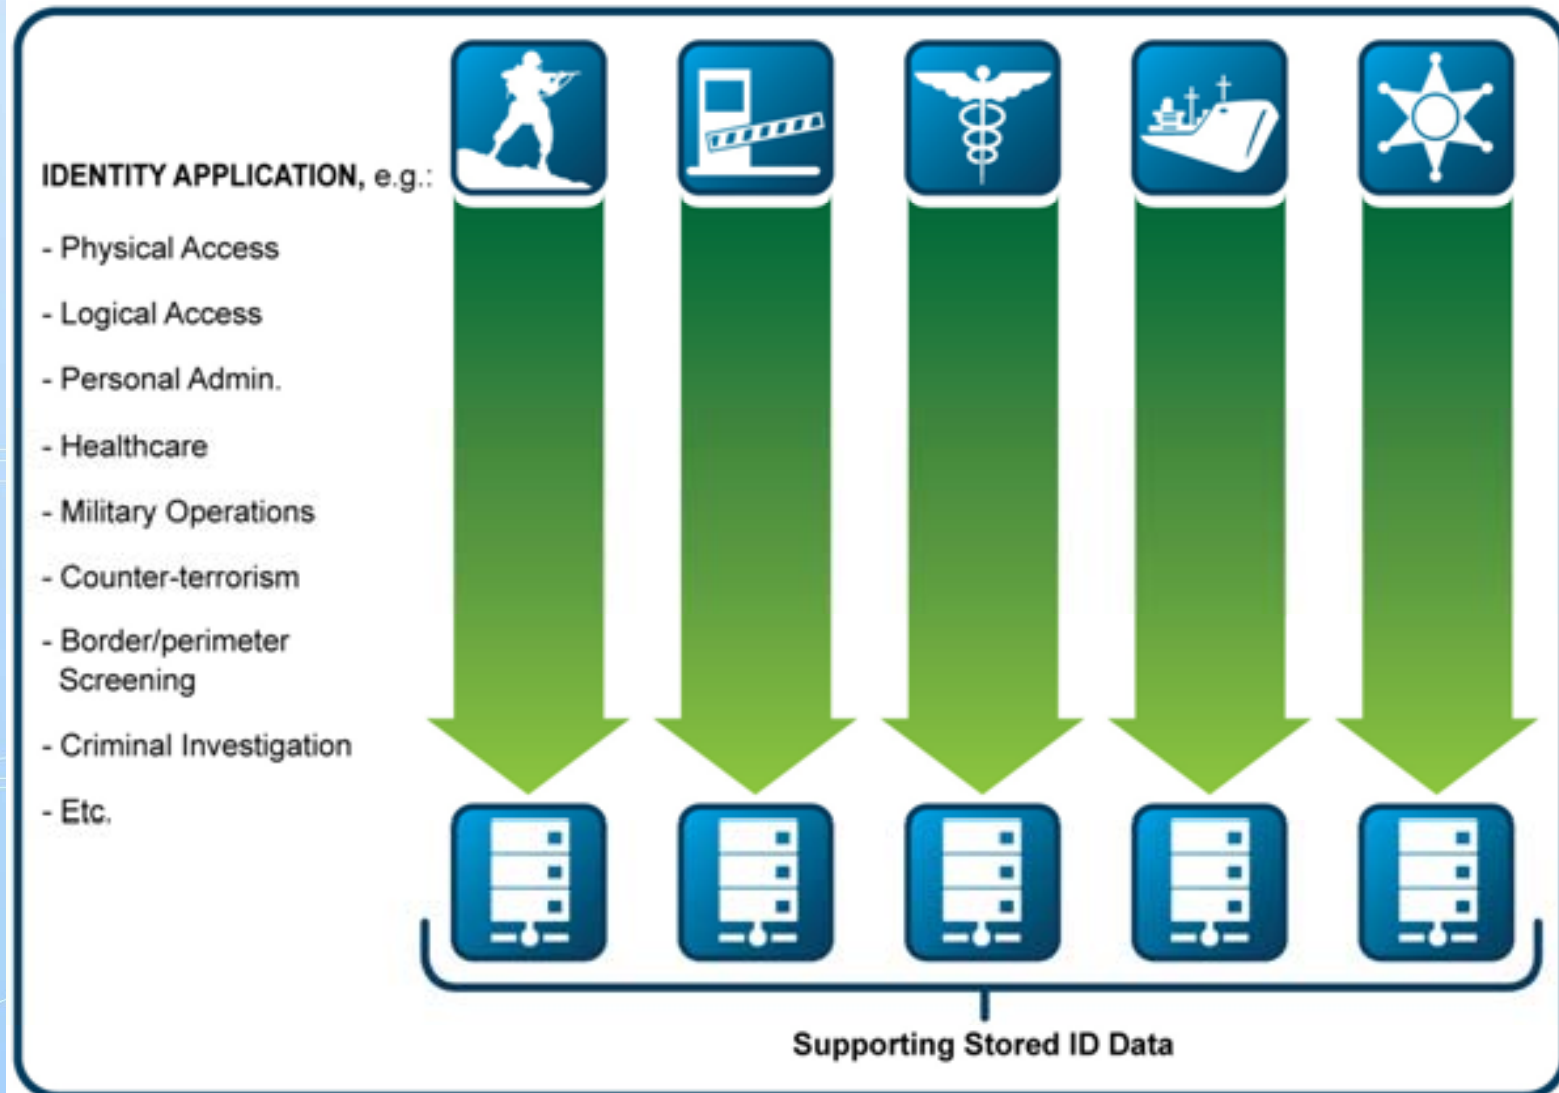 IDENTITY APPLICATION, e.g.:
- Physical Access
- Logical Access
- Personal Admin.
- Healthcare
- Military Operations
- Counter-terrorism
- Border/perimeter
Screening
- Criminal Investigation
- Etc.
Supporting Stored ID Data